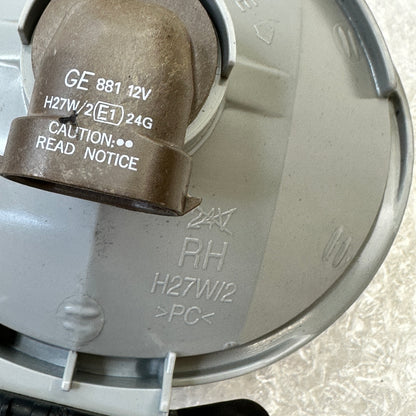 GE 881 12V
H27W/2 E1 24G
CAUTION:●●
READ NOTICE
RH
H27W/2
>PC<